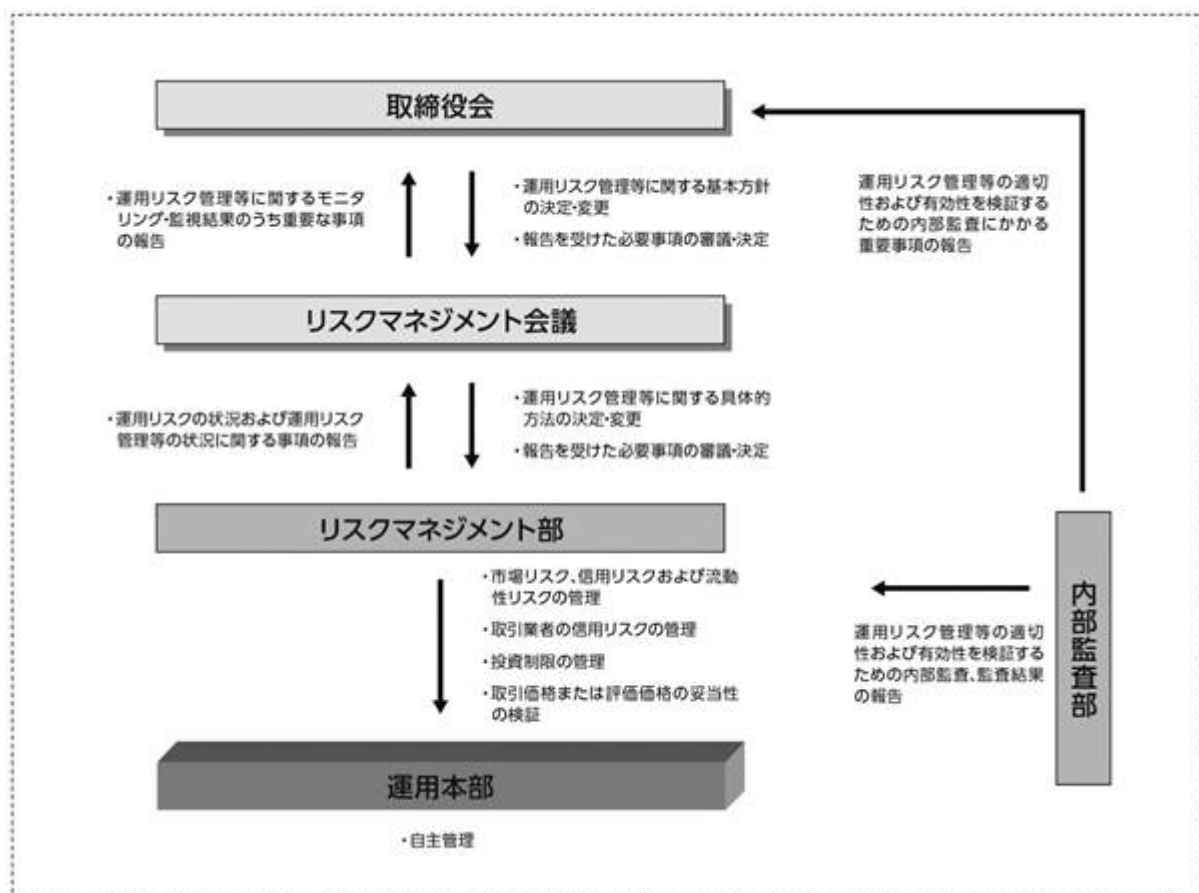 取締役会
・運用リスク管理等に関するモニタ
リング・監視結果のうち重要な事項
の報告
・運用リスク管理等に関する基本方針
の決定・変更
・報告を受けた必要事項の審議・決定
運用リスク管理等の適切
性および有効性を検証する
ための内部監査にかかる
重要事項の報告
リスクマネジメント会議
・運用リスクの状況および運用リスク
管理等の状況に関する事項の報告
・運用リスク管理等に関する具体的
方法の決定・変更
・報告を受けた必要事項の審議・決定
リスクマネジメント部
・市場リスク、信用リスクおよび流動
性リスクの管理
・取引業者の信用リスクの管理
・投資制限の管理
・取引価格または評価価格の妥当性
の検証
運用リスク管理等の適切
性および有効性を検証する
ための内部監査、監査結果
の報告
内部監査部
運用本部
・自主管理